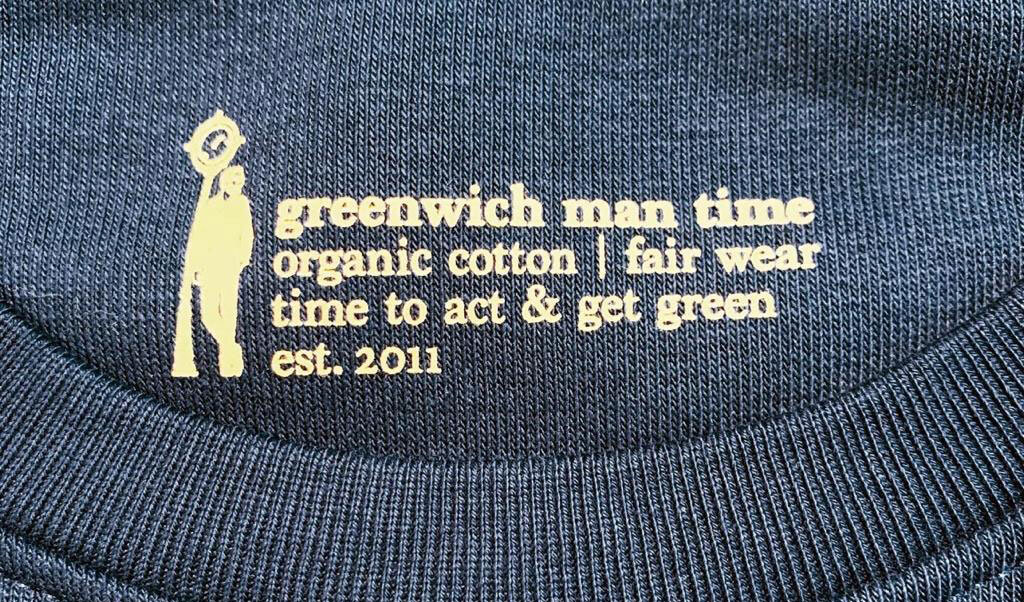 greenwich man time
organic cotton | fair wear
time to act & get green
est. 2011